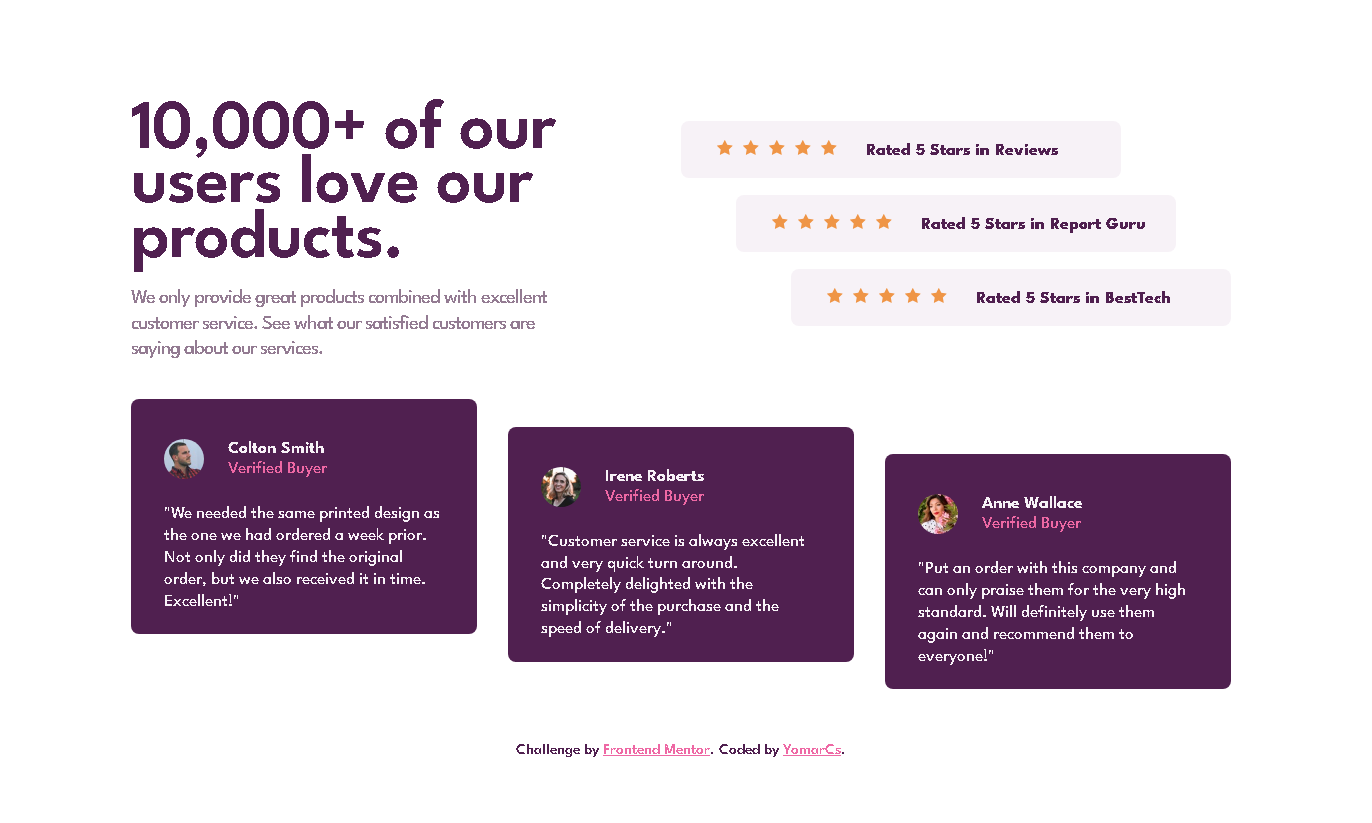 10,000+ of our
users love our
products.
We only provide great products combined with excellent
customer service. See what our satisfied customers are
saying about our services.
Rated 5 Stars in Reviews
Rated 5 Stars in Report Guru
Rated 5 Stars in BestTech
Colton Smith
Verified Buyer
"We needed the same printed design as
the one we had ordered a week prior.
Not only did they find the original
order, but we also received it in time.
Excellent!"
Irene Roberts
Verified Buyer
"Customer service is always excellent
and very quick turn around.
Completely delighted with the
simplicity of the purchase and the
speed of delivery."
Anne Wallace
Verified Buyer
"Put an order with this company and
can only praise them for the very high
standard. Will definitely use them
again and recommend them to
everyone!"
Challenge by Frontend Mentor. Coded by YomarCs.